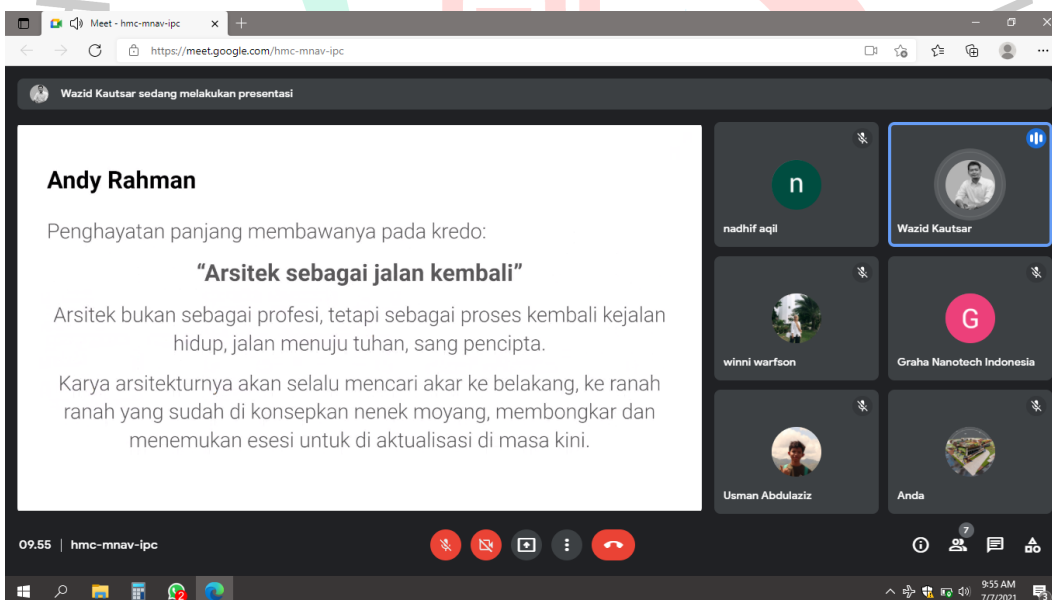 Meet - hmc-mnav-ipc
https://meet.google.com/hmc-mnav-ipc
Wazid Kautsar sedang melakukan presentasi
Andy Rahman
Penghayatan panjang membawanya pada kredo:
“Arsitek sebagai jalan kembali”
Arsitek bukan sebagai profesi, tetapi sebagai proses kembali kejalan
hidup, jalan menuju tuhan, sang pencipta.
Karya arsitekturnya akan selalu mencari akar ke belakang, ke ranah
ranah yang sudah di konsepkan nenek moyang, membongkar dan
menemukan esesi untuk di aktualisasi di masa kini.
n
nadhif aqil
Wazid Kautsar
winni warfson
G
Graha Nanotech Indonesia
Usman Abdulaziz
Anda
09.55 | hmc-mnav-ipc
7
9:55 AM
7/7/2021
3